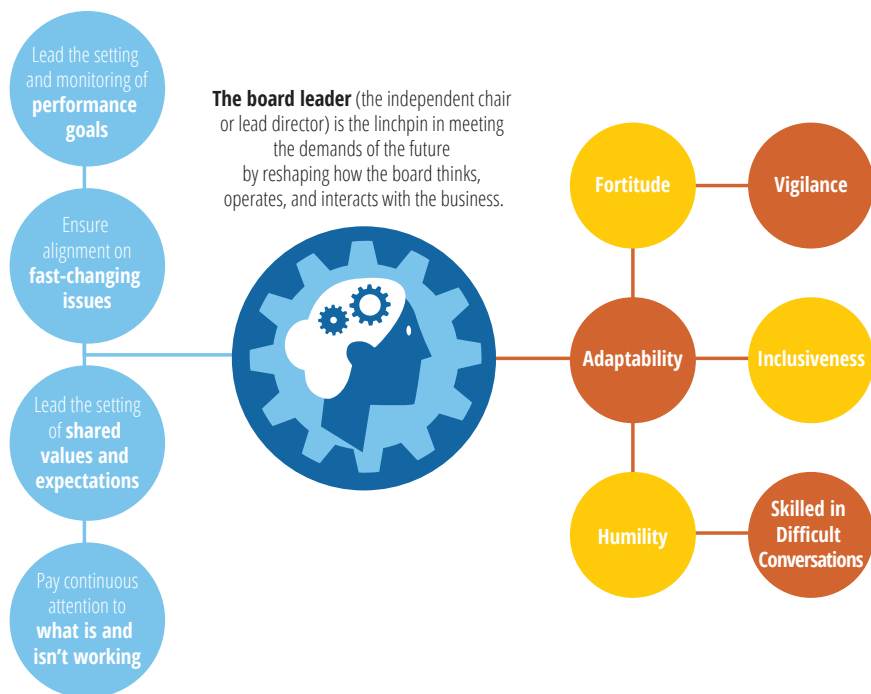 Lead the setting
and monitoring of
performance
goals
Ensure
alignment on
fast-changing
issues
Lead the setting
of shared
values and
expectations
Pay continuous
attention to
what is and
isn’t working
The board leader (the independent chair
or lead director) is the linchpin in meeting
the demands of the future
by reshaping how the board thinks,
operates, and interacts with the business.
Fortitude
Vigilance
Adaptability
Inclusiveness
Humility
Skilled in
Difficult
Conversations